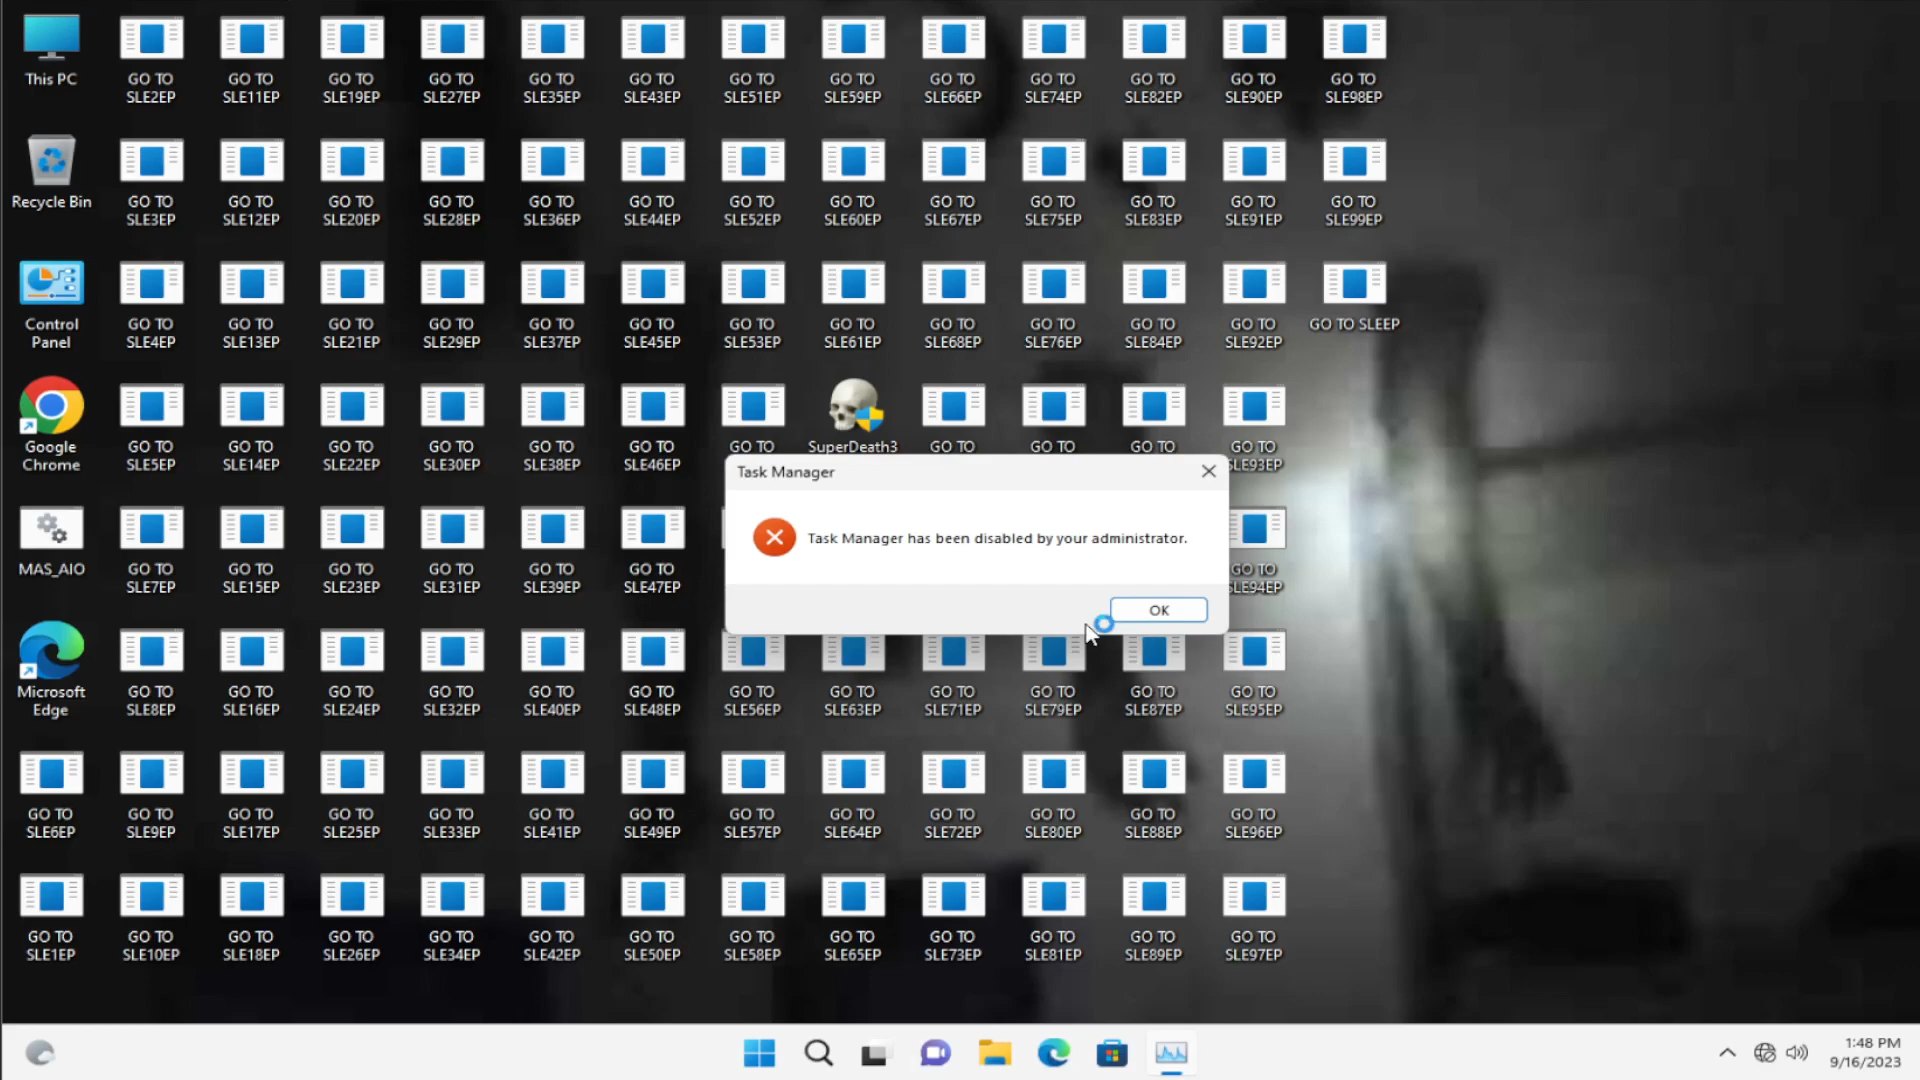 This PC
GO TO
SLE2EP
GO TO
SLE11EP
GO TO
SLE19EP
GO TO
SLE27EP
GO TO
SLE35EP
GO TO
SLE43EP
GO TO
SLE51EP
GO TO
SLE59EP
GO TO
SLE66EP
GO TO
SLE74EP
GO TO
SLE82EP
GO TO
SLE90EP
GO TO
SLE98EP
Recycle Bin
GO TO
SLE3EP
GO TO
SLE12EP
GO TO
SLE20EP
GO TO
SLE28EP
GO TO
SLE36EP
GO TO
SLE44EP
GO TO
SLE52EP
GO TO
SLE60EP
GO TO
SLE67EP
GO TO
SLE75EP
GO TO
SLE83EP
GO TO
SLE91EP
GO TO
SLE99EP
Control
Panel
GO TO
SLE4EP
GO TO
SLE13EP
GO TO
SLE21EP
GO TO
SLE29EP
GO TO
SLE37EP
GO TO
SLE45EP
GO TO
SLE53EP
GO TO
SLE61EP
GO TO
SLE68EP
GO TO
SLE76EP
GO TO
SLE84EP
GO TO
SLE92EP
GO TO SLEEP
Google
Chrome
GO TO
SLE5EP
GO TO
SLE14EP
GO TO
SLE22EP
GO TO
SLE30EP
GO TO
SLE38EP
GO TO
SLE46EP
GO TO
SuperDeath3
GO TO
GO TO
GO TO
GO TO
SLE93EP
Task Manager
Task Manager has been disabled by your administrator.
OK
MAS_AIO
GO TO
SLE7EP
GO TO
SLE15EP
GO TO
SLE23EP
GO TO
SLE31EP
GO TO
SLE39EP
GO TO
SLE47EP
GO TO
SLE94EP
Microsoft
Edge
GO TO
SLE8EP
GO TO
SLE16EP
GO TO
SLE24EP
GO TO
SLE32EP
GO TO
SLE40EP
GO TO
SLE48EP
GO TO
SLE56EP
GO TO
SLE63EP
GO TO
SLE71EP
GO TO
SLE79EP
GO TO
SLE87EP
GO TO
SLE95EP
GO TO
SLE6EP
GO TO
SLE9EP
GO TO
SLE17EP
GO TO
SLE25EP
GO TO
SLE33EP
GO TO
SLE41EP
GO TO
SLE49EP
GO TO
SLE57EP
GO TO
SLE64EP
GO TO
SLE72EP
GO TO
SLE80EP
GO TO
SLE88EP
GO TO
SLE96EP
GO TO
SLE1EP
GO TO
SLE10EP
GO TO
SLE18EP
GO TO
SLE26EP
GO TO
SLE34EP
GO TO
SLE42EP
GO TO
SLE50EP
GO TO
SLE58EP
GO TO
SLE65EP
GO TO
SLE73EP
GO TO
SLE81EP
GO TO
SLE89EP
GO TO
SLE97EP
1:48 PM
9/16/2023